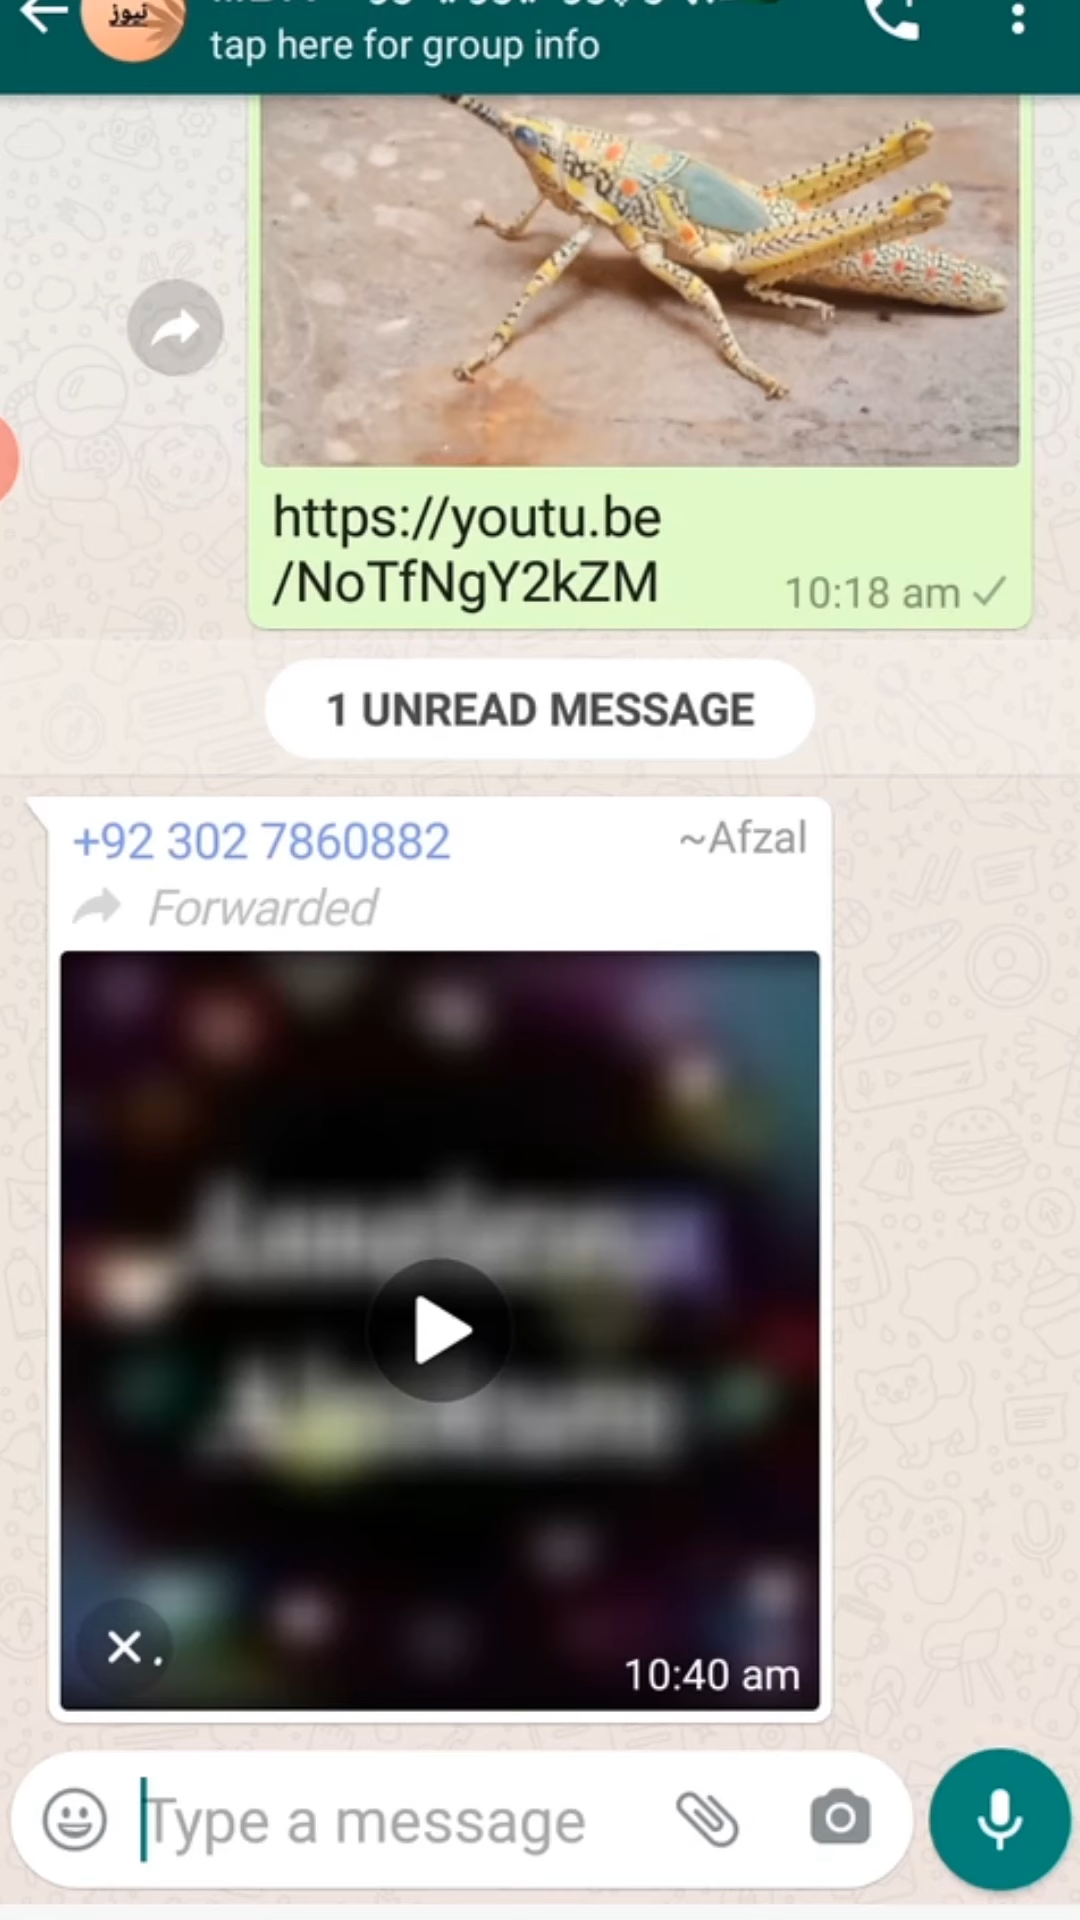 نیوز
tap here for group info
https://youtu.be
/NoTfNgY2kZM
10:18 am
1 UNREAD MESSAGE
+92 302 7860882 ~Afzal
Forwarded
10:40 am
Type a message